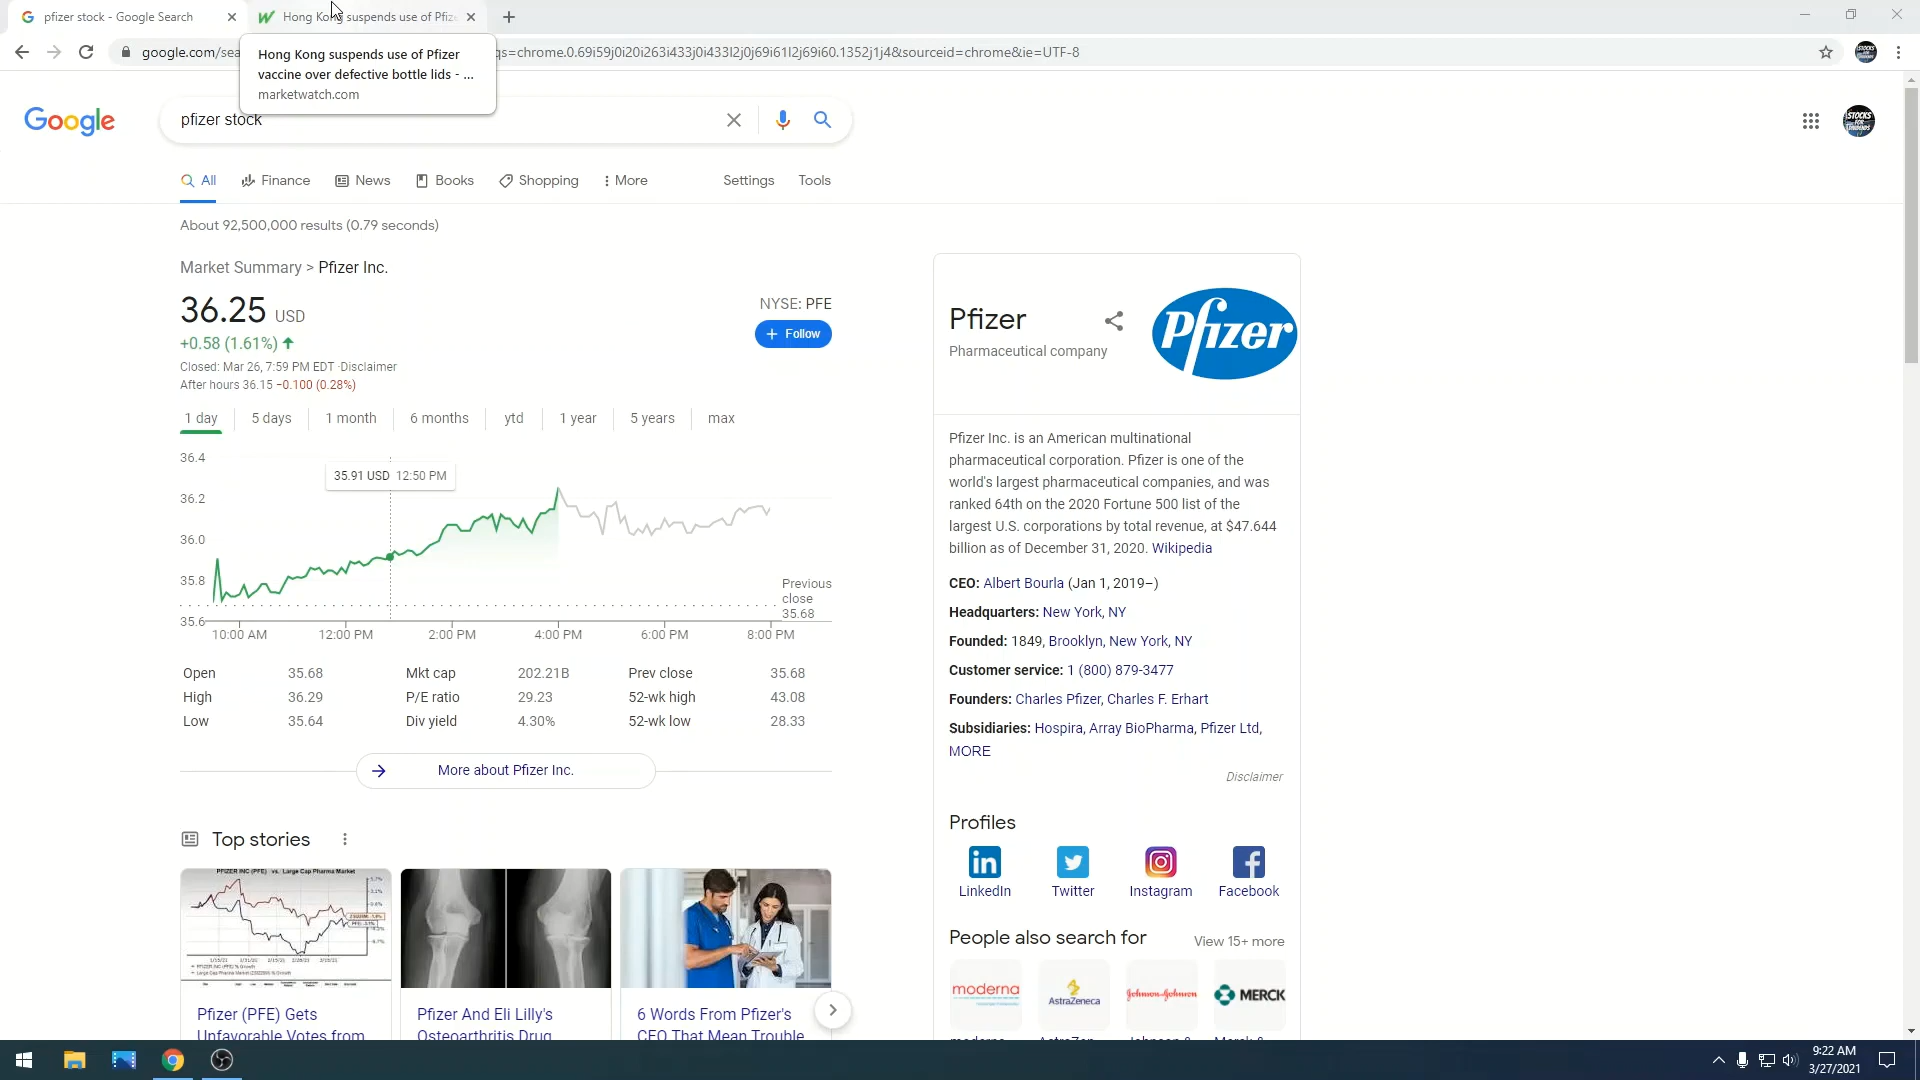 pfizer stock - Google Search
Hong Kong suspends use of Pfize
google.com/sea
qs=chrome.0.69i59j0i20i263i433j0i433l2j0j69i61l2j69i60.1352j1j4&sourceid=chrome&ie=UTF-8
Hong Kong suspends use of Pfizer
vaccine over defective bottle lids - ...
marketwatch.com
Google
pfizer stock
All
Finance
News
Books
Shopping
More
Settings
Tools
About 92,500,000 results (0.79 seconds)
Market Summary > Pfizer Inc.
36.25 USD
+0.58 (1.61%)
Closed: Mar 26, 7:59 PM EDT · Disclaimer
After hours 36.15 −0.100 (0.28%)
NYSE: PFE
+ Follow
1 day
5 days
1 month
6 months
ytd
1 year
5 years
max
36.4
36.2
36.0
35.8
35.6
35.91 USD 12:50 PM
Previous
close
35.68
10:00 AM
12:00 PM
2:00 PM
4:00 PM
6:00 PM
8:00 PM
Open 35.68 Mkt cap 202.21B Prev close 35.68
High 36.29 P/E ratio 29.23 52-wk high 43.08
Low 35.64 Div yield 4.30% 52-wk low 28.33
More about Pfizer Inc.
Top stories
PFIZER INC (PFE) vs. Large Cap Pharma Market
Pfizer (PFE) Gets
Unfavorable Votes from
Pfizer And Eli Lilly's
Osteoarthritis Drug
6 Words From Pfizer's
CEO That Mean Trouble
Pfizer
Pharmaceutical company
Pfizer
Pfizer Inc. is an American multinational
pharmaceutical corporation. Pfizer is one of the
world's largest pharmaceutical companies, and was
ranked 64th on the 2020 Fortune 500 list of the
largest U.S. corporations by total revenue, at $47.644
billion as of December 31, 2020. Wikipedia
CEO: Albert Bourla (Jan 1, 2019–)
Headquarters: New York, NY
Founded: 1849, Brooklyn, New York, NY
Customer service: 1 (800) 879-3477
Founders: Charles Pfizer, Charles F. Erhart
Subsidiaries: Hospira, Array BioPharma, Pfizer Ltd,
MORE
Disclaimer
Profiles
LinkedIn
Twitter
Instagram
Facebook
People also search for
View 15+ more
moderna
AstraZeneca
Johnson & Johnson
MERCK
STOCKS
FOR
DIVIDENDS
9:22 AM
3/27/2021